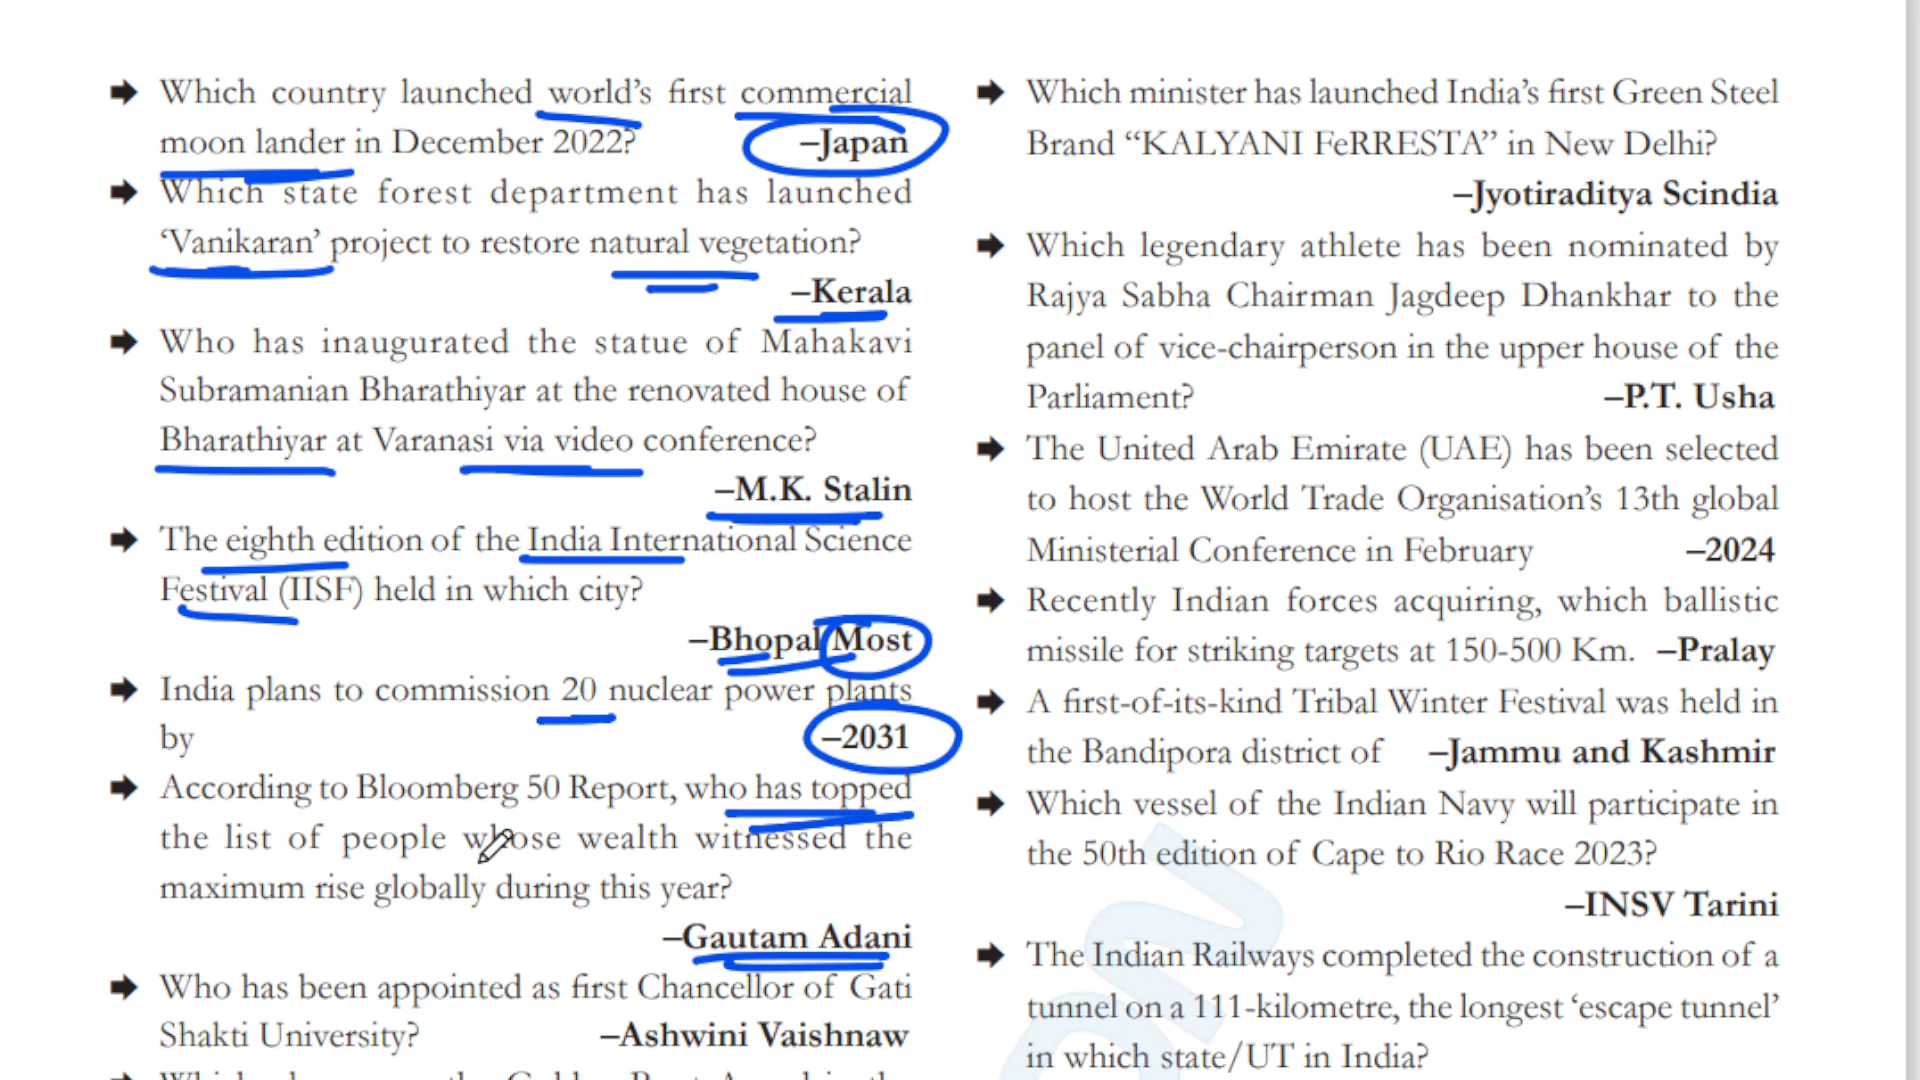 ➡ Which country launched world's first commercial
moon lander in December 2022? –Japan
➡ Which state forest department has launched
'Vanikaran' project to restore natural vegetation?
–Kerala
➡ Who has inaugurated the statue of Mahakavi
Subramanian Bharathiyar at the renovated house of
Bharathiyar at Varanasi via video conference?
–M.K. Stalin
➡ The eighth edition of the India International Science
Festival (IISF) held in which city?
–Bhopal Most
➡ India plans to commission 20 nuclear power plants
by –2031
➡ According to Bloomberg 50 Report, who has topped
the list of people whose wealth witnessed the
maximum rise globally during this year?
–Gautam Adani
➡ Who has been appointed as first Chancellor of Gati
Shakti University? –Ashwini Vaishnaw
➡ Which minister has launched India's first Green Steel
Brand “KALYANI FeRRESTA” in New Delhi?
–Jyotiraditya Scindia
➡ Which legendary athlete has been nominated by
Rajya Sabha Chairman Jagdeep Dhankhar to the
panel of vice-chairperson in the upper house of the
Parliament? –P.T. Usha
➡ The United Arab Emirate (UAE) has been selected
to host the World Trade Organisation's 13th global
Ministerial Conference in February –2024
➡ Recently Indian forces acquiring, which ballistic
missile for striking targets at 150-500 Km. –Pralay
➡ A first-of-its-kind Tribal Winter Festival was held in
the Bandipora district of –Jammu and Kashmir
➡ Which vessel of the Indian Navy will participate in
the 50th edition of Cape to Rio Race 2023?
–INSV Tarini
➡ The Indian Railways completed the construction of a
tunnel on a 111-kilometre, the longest 'escape tunnel'
in which state/UT in India?